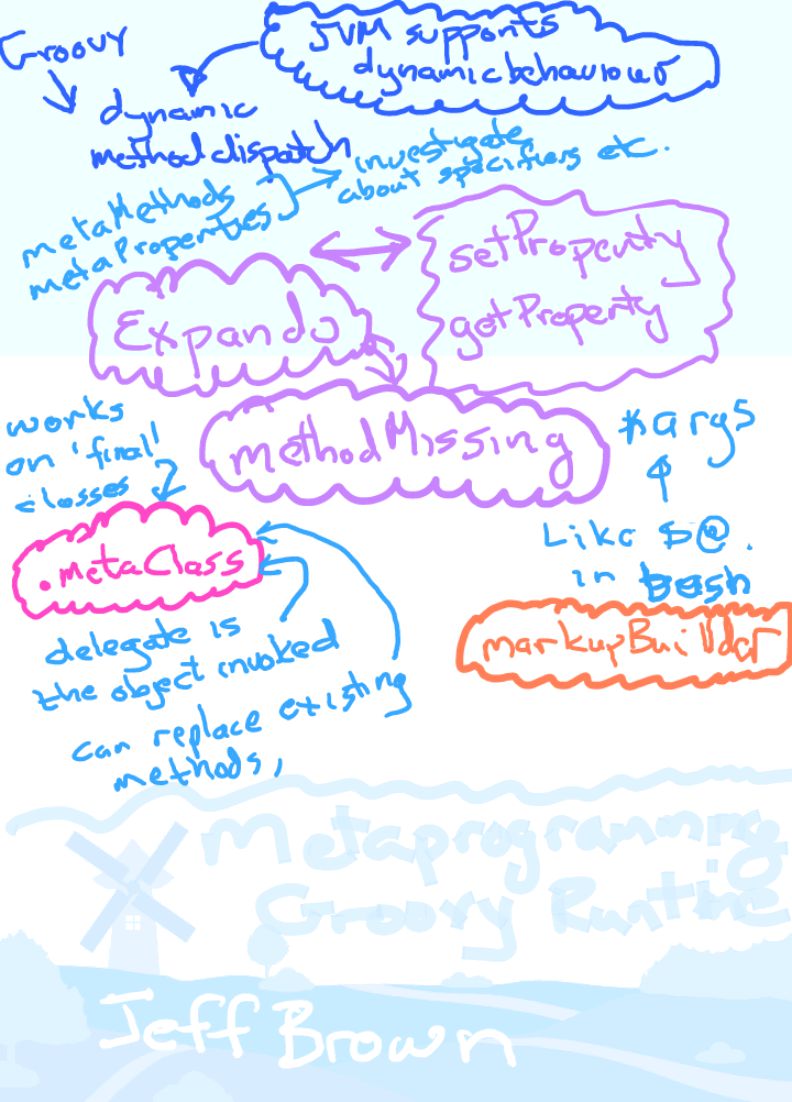 Groovy
JVM supports
dynamic behaviour
dynamic
method dispatch
investigate
about specifiers etc.
metaMethods
metaProperties
setProperty
getProperty
Expando
methodMissing
works
on 'final'
classes
*args
Like $@.
in bash
.metaClass
markupBuilder
delegate is
the object invoked
can replace existing
methods,
Metaprogramming
Groovy Runtime
Jeff Brown